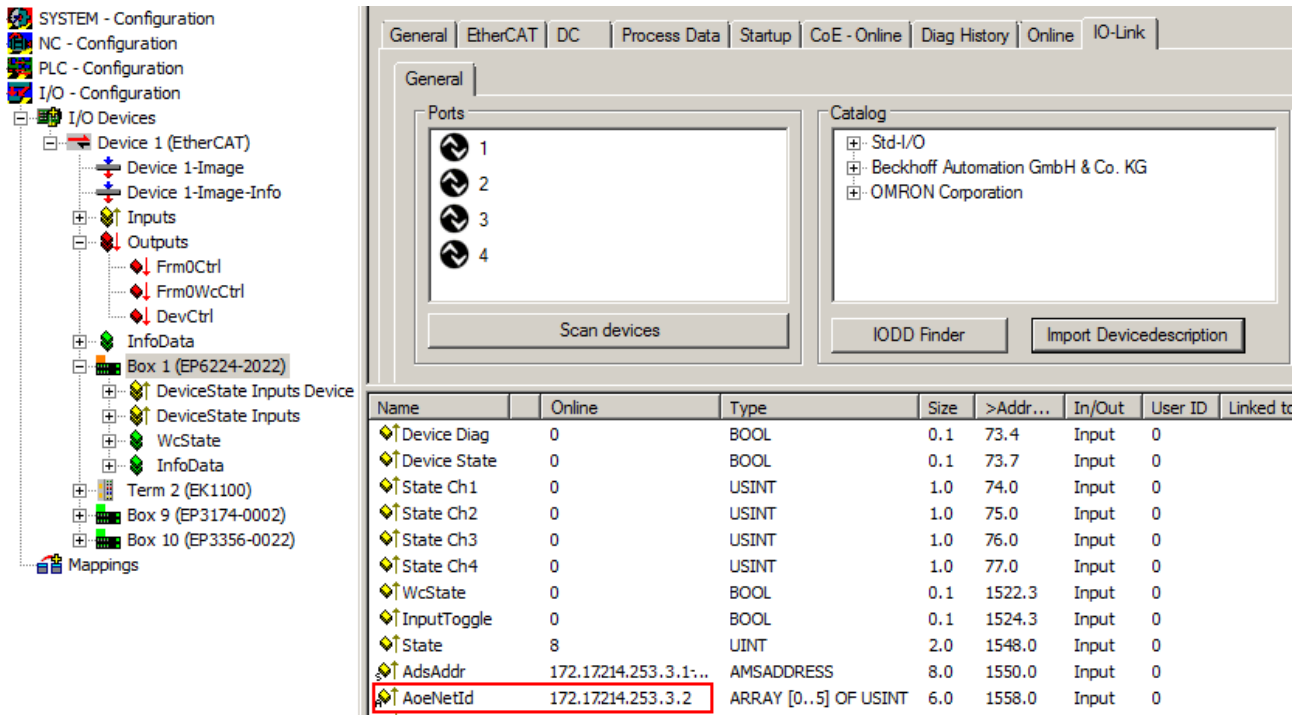 SYSTEM - Configuration
NC - Configuration
PLC - Configuration
I/O - Configuration
I/O Devices
Device 1 (EtherCAT)
Device 1-Image
Device 1-Image-Info
Inputs
Outputs
Frm0Ctrl
Frm0WcCtrl
DevCtrl
InfoData
Box 1 (EP6224-2022)
DeviceState Inputs Device
DeviceState Inputs
WcState
InfoData
Term 2 (EK1100)
Box 9 (EP3174-0002)
Box 10 (EP3356-0022)
Mappings
General EtherCAT DC Process Data Startup CoE - Online Diag History Online IO-Link
General
Ports
1
2
3
4
Scan devices
Catalog
Std-I/O
Beckhoff Automation GmbH & Co. KG
OMRON Corporation
IODD Finder Import Devicedescription
Name Online Type Size >Addr... In/Out User ID Linked to
Device Diag 0 BOOL 0.1 73.4 Input 0
Device State 0 BOOL 0.1 73.7 Input 0
State Ch1 0 USINT 1.0 74.0 Input 0
State Ch2 0 USINT 1.0 75.0 Input 0
State Ch3 0 USINT 1.0 76.0 Input 0
State Ch4 0 USINT 1.0 77.0 Input 0
WcState 0 BOOL 0.1 1522.3 Input 0
InputToggle 0 BOOL 0.1 1524.3 Input 0
State 8 UINT 2.0 1548.0 Input 0
AdsAddr 172.17.214.253.3.1:... AMSADDRESS 8.0 1550.0 Input 0
AoeNetId 172.17.214.253.3.2 ARRAY [0..5] OF USINT 6.0 1558.0 Input 0